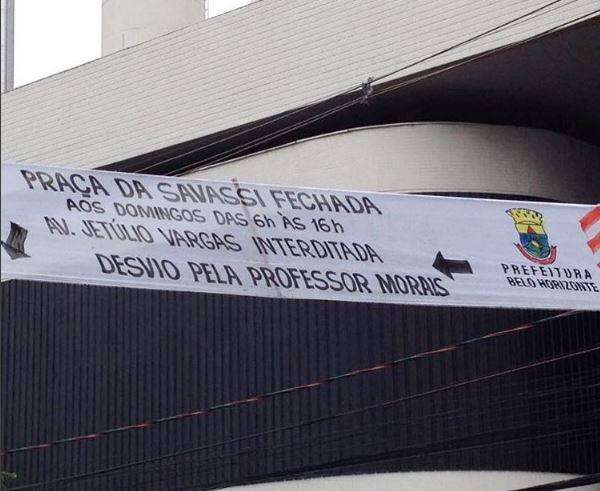 PRAÇA DA SAVASSI FECHADA
AOS DOMINGOS DAS 6h ÀS 16h
AV. JETÚLIO VARGAS INTERDITADA
DESVIO PELA PROFESSOR MORAIS
PREFEITURA
BELO HORIZONTE